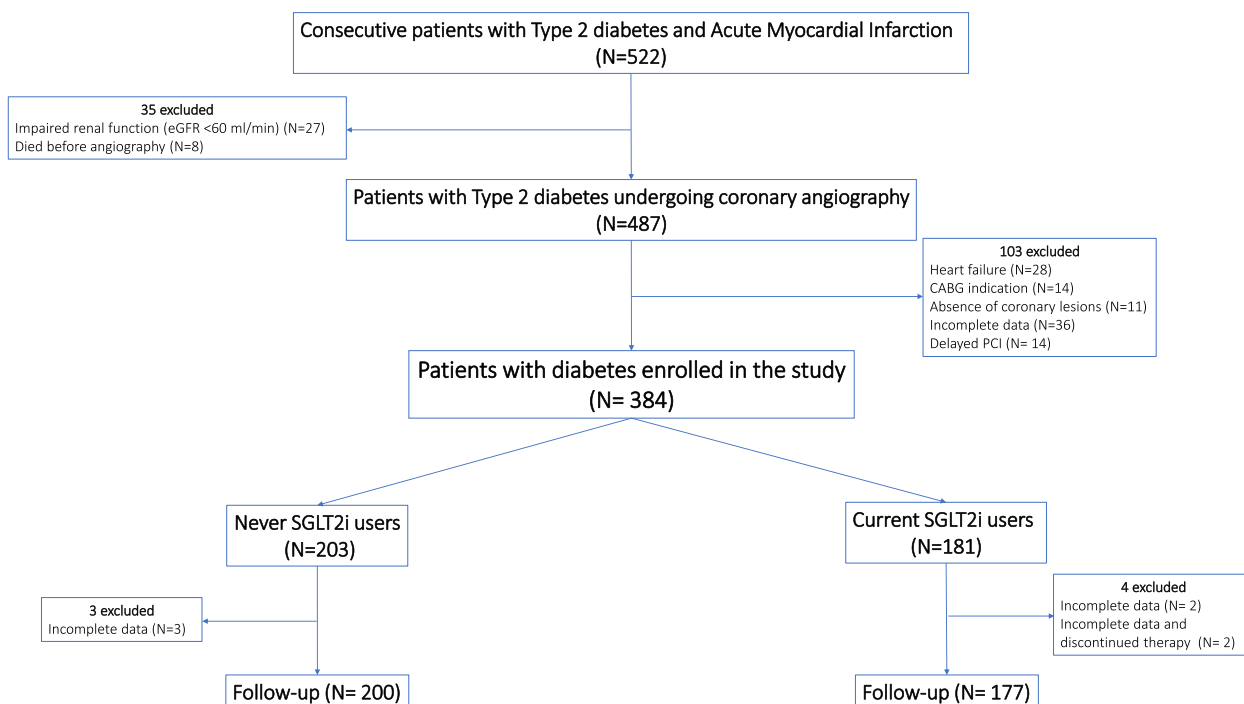 Consecutive patients with Type 2 diabetes and Acute Myocardial Infarction
(N=522)
35 excluded
Impaired renal function (eGFR <60 ml/min) (N=27)
Died before angiography (N=8)
Patients with Type 2 diabetes undergoing coronary angiography
(N=487)
103 excluded
Heart failure (N=28)
CABG indication (N=14)
Absence of coronary lesions (N=11)
Incomplete data (N=36)
Delayed PCI (N= 14)
Patients with diabetes enrolled in the study
(N= 384)
Never SGLT2i users
(N=203)
Current SGLT2i users
(N=181)
3 excluded
Incomplete data (N=3)
4 excluded
Incomplete data (N= 2)
Incomplete data and
discontinued therapy (N= 2)
Follow-up (N= 200)
Follow-up (N= 177)